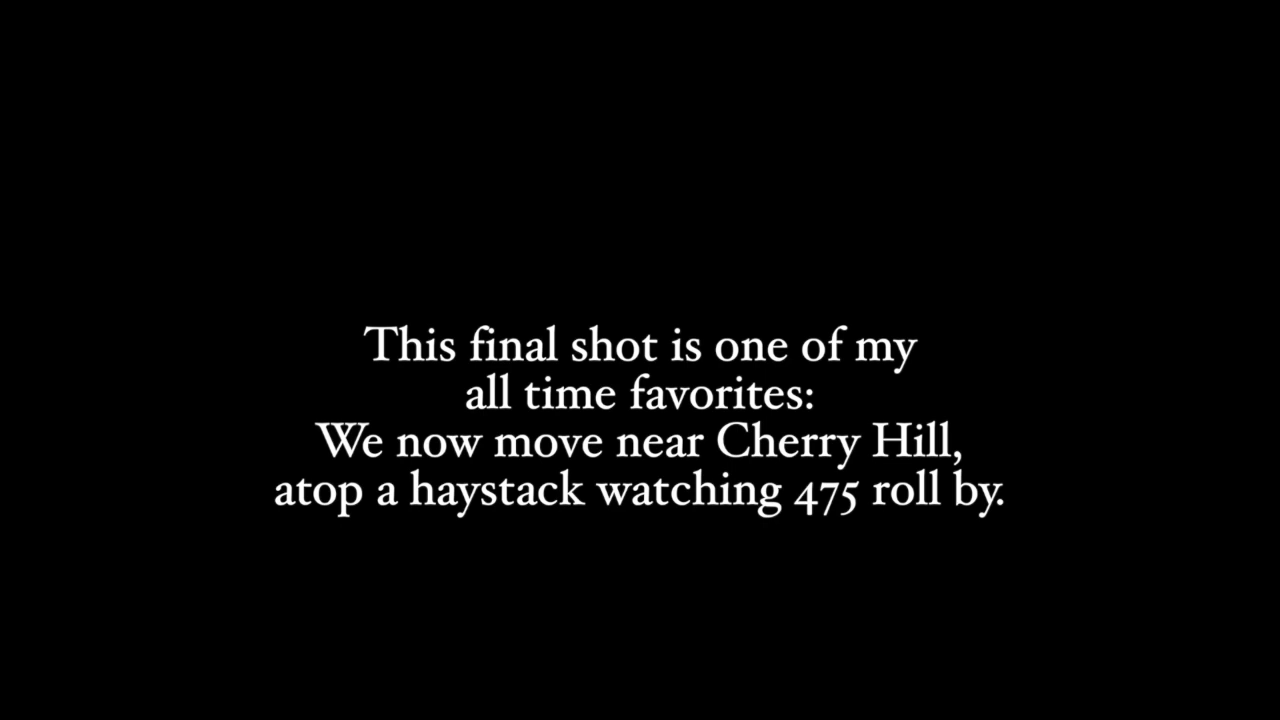 This final shot is one of my
all time favorites:
We now move near Cherry Hill,
atop a haystack watching 475 roll by.